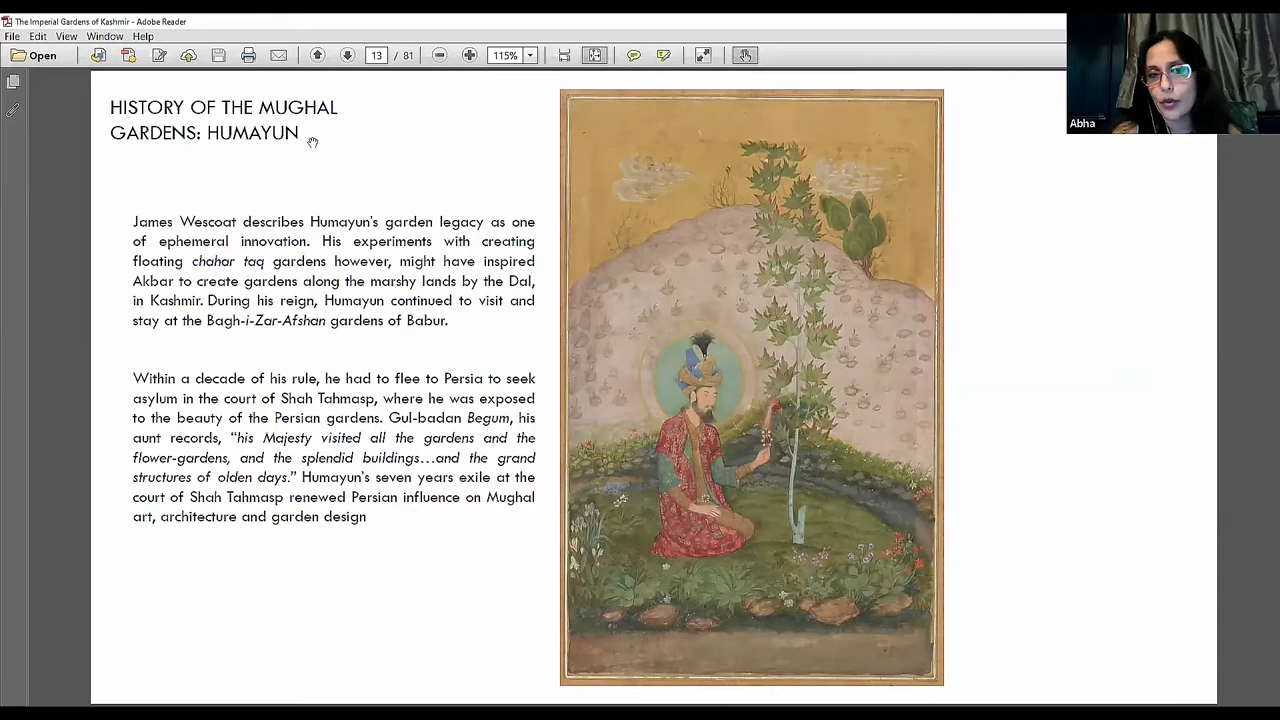 The Imperial Gardens of Kashmir - Adobe Reader
File Edit View Window Help
Open 13 / 81 115%
Abha
HISTORY OF THE MUGHAL
GARDENS: HUMAYUN
James Wescoat describes Humayun's garden legacy as one
of ephemeral innovation. His experiments with creating
floating chahar taq gardens however, might have inspired
Akbar to create gardens along the marshy lands by the Dal,
in Kashmir. During his reign, Humayun continued to visit and
stay at the Bagh-i-Zar-Afshan gardens of Babur.
Within a decade of his rule, he had to flee to Persia to seek
asylum in the court of Shah Tahmasp, where he was exposed
to the beauty of the Persian gardens. Gul-badan Begum, his
aunt records, “his Majesty visited all the gardens and the
flower-gardens, and the splendid buildings…and the grand
structures of olden days.” Humayun's seven years exile at the
court of Shah Tahmasp renewed Persian influence on Mughal
art, architecture and garden design